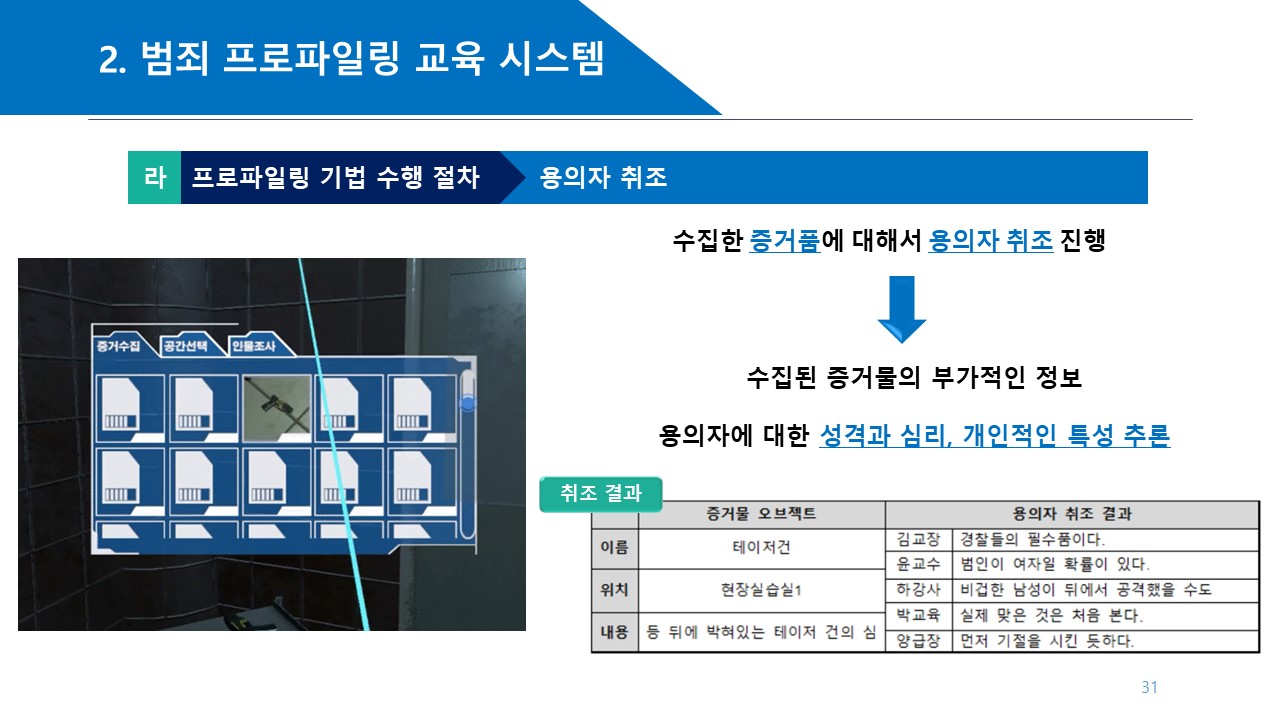 2. 범죄 프로파일링 교육 시스템
라 프로파일링 기법 수행 절차 용의자 취조
수집한 증거품에 대해서 용의자 취조 진행
증거수집 공간선택 인물조사
수집된 증거물의 부가적인 정보
용의자에 대한 성격과 심리, 개인적인 특성 추론
취조 결과
증거물 오브젝트 용의자 취조 결과
이름 테이저건
위치 현장실습실1
내용 등 뒤에 박혀있는 테이저 건의 심
김교장 경찰들의 필수품이다.
윤교수 범인이 여자일 확률이 있다.
하강사 비겁한 남성이 뒤에서 공격했을 수도
박교육 실제 맞은 것은 처음 본다.
양급장 먼저 기절을 시킨 듯하다.
31